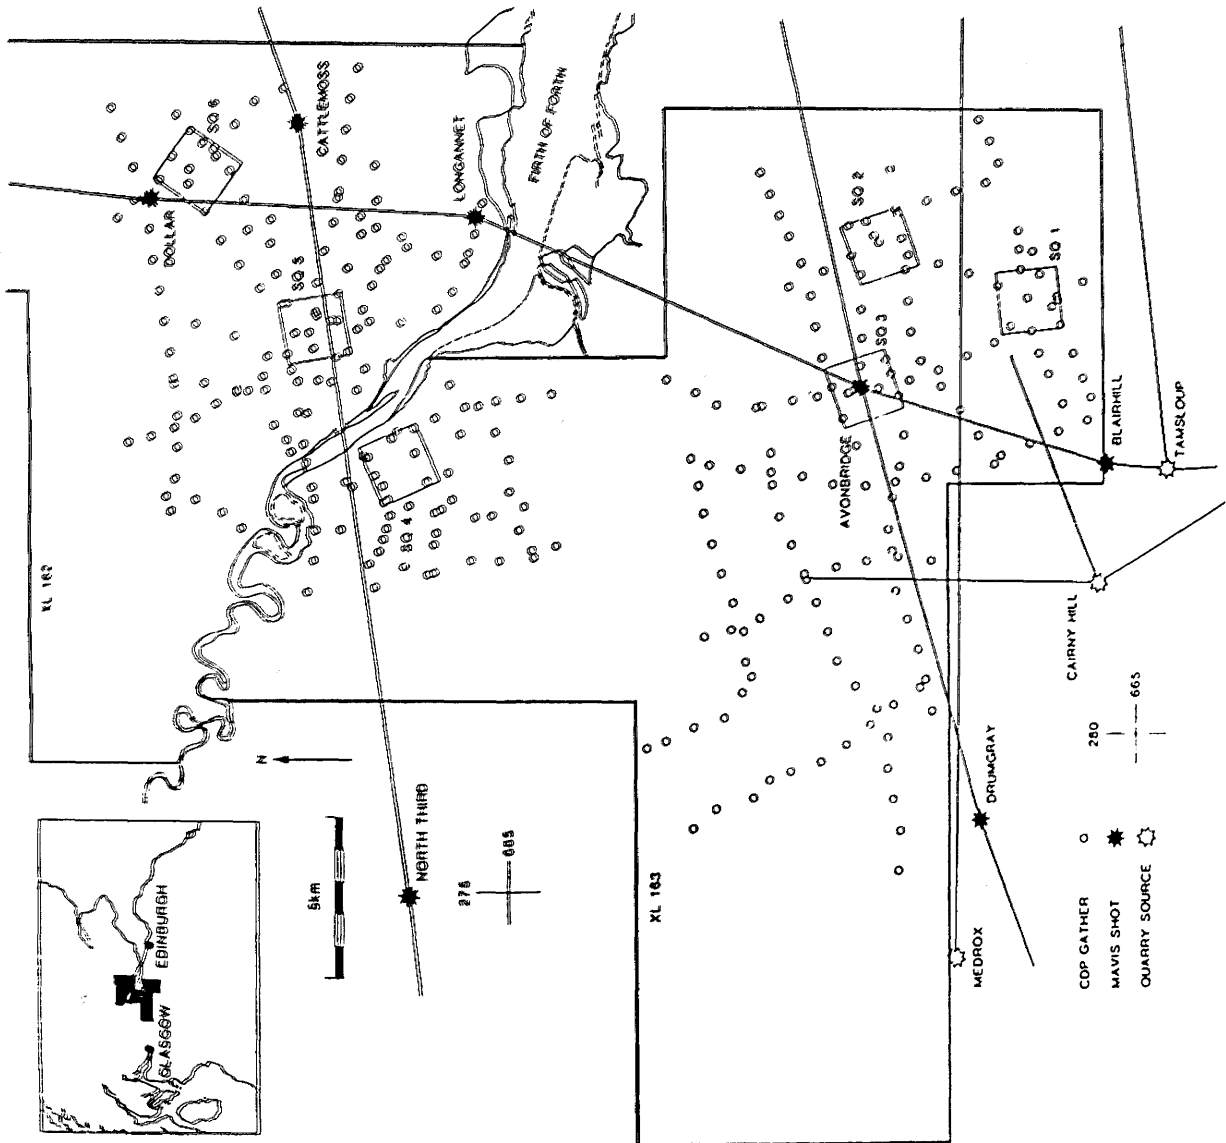 SQ 6
CATTLEMOSS
DOLLAR
LONGANNET
FIRTH OF FORTH
SQ 5
SQ 4
XL 162
N
5km
NORTH THIRD
275
685
GLASGOW
EDINBURGH
SQ 2
SQ 1
SQ 3
AVONBRIDGE
BLAIRHILL
TAMSLOUP
CAIRNY HILL
280
665
DRUMGRAY
MEDROX
XL 163
CDP GATHER
MAVIS SHOT
QUARRY SOURCE